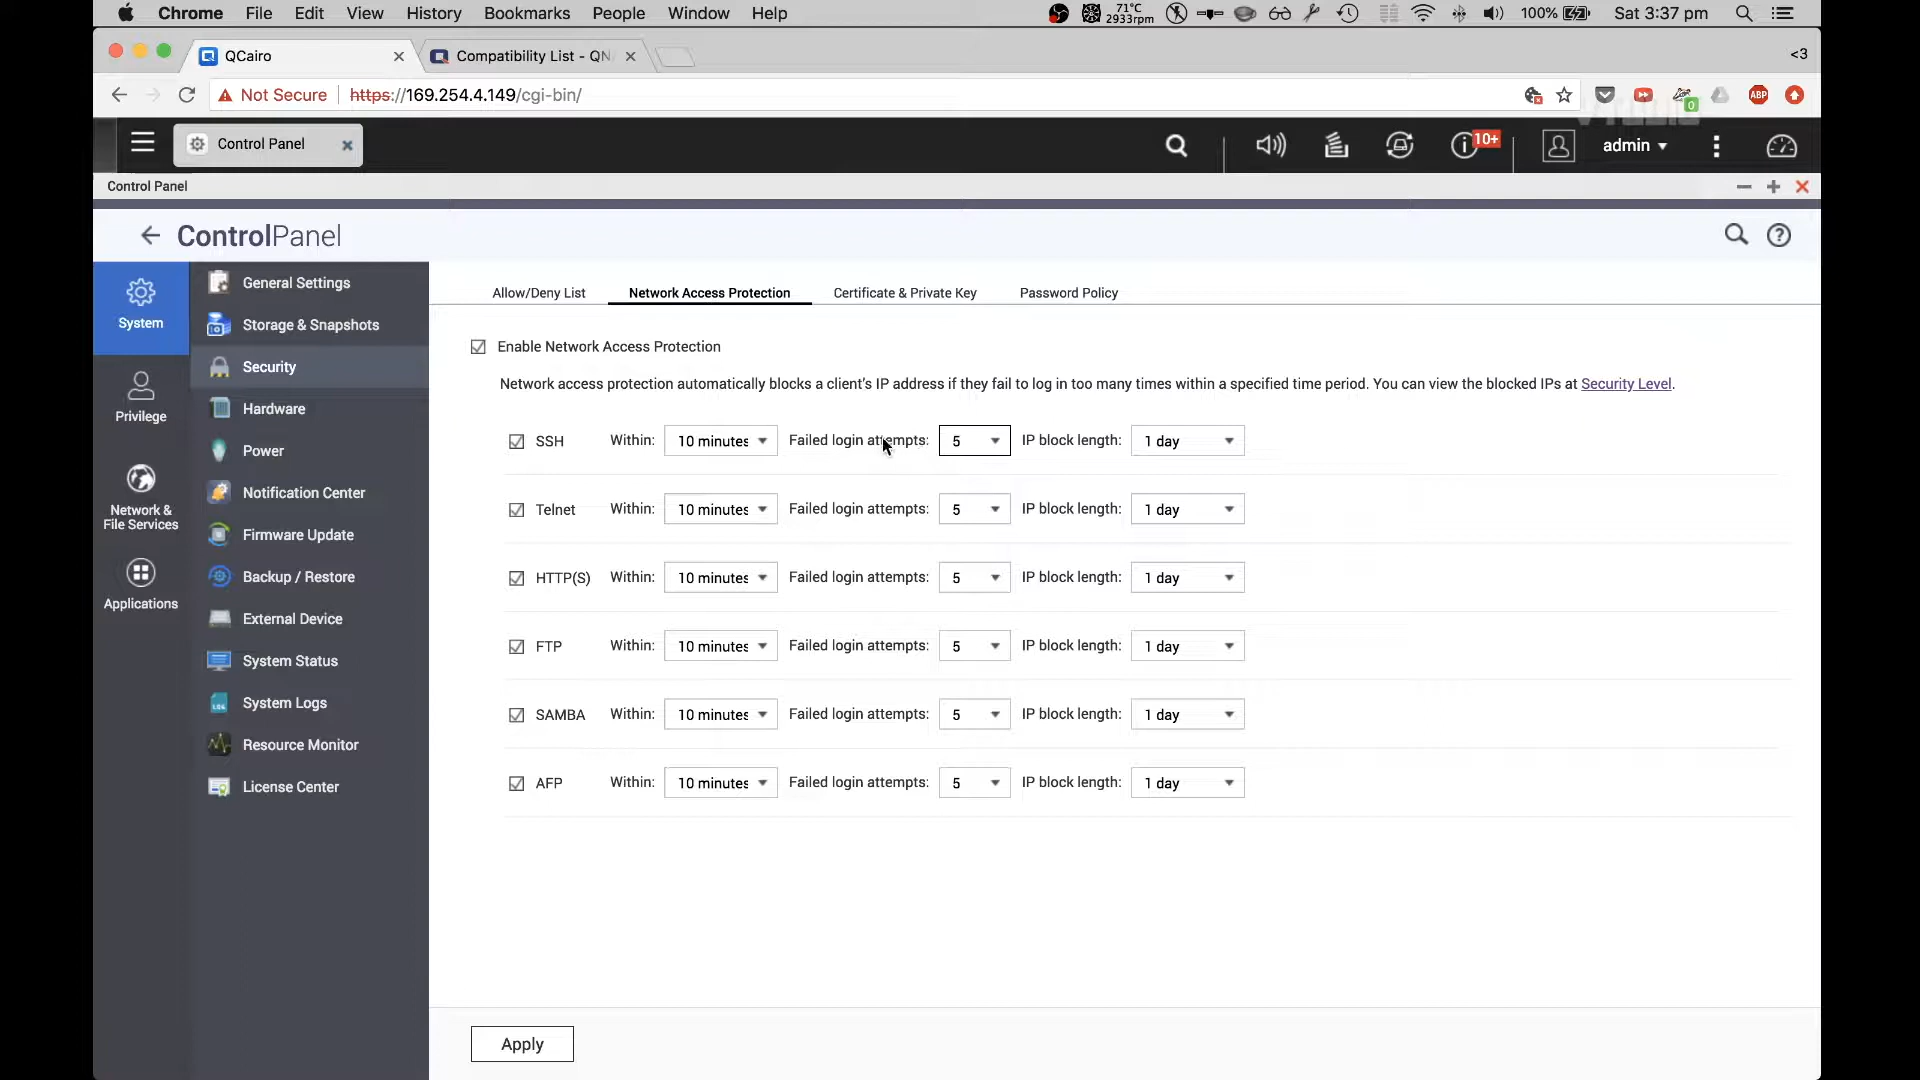 Chrome File Edit View History Bookmarks People Window Help 71°C 2933rpm 100% Sat 3:37 pm
QCairo Compatibility List - QN <3
Not Secure https://169.254.4.149/cgi-bin/ 0 ABP
Control Panel 10+ admin
Control Panel
ControlPanel
System
Privilege
Network &
File Services
Applications
General Settings
Storage & Snapshots
Security
Hardware
Power
Notification Center
Firmware Update
Backup / Restore
External Device
System Status
System Logs
Resource Monitor
License Center
Allow/Deny List Network Access Protection Certificate & Private Key Password Policy
Enable Network Access Protection
Network access protection automatically blocks a client's IP address if they fail to log in too many times within a specified time period. You can view the blocked IPs at Security Level.
SSH Within: 10 minutes Failed login attempts: 5 IP block length: 1 day
Telnet Within: 10 minutes Failed login attempts: 5 IP block length: 1 day
HTTP(S) Within: 10 minutes Failed login attempts: 5 IP block length: 1 day
FTP Within: 10 minutes Failed login attempts: 5 IP block length: 1 day
SAMBA Within: 10 minutes Failed login attempts: 5 IP block length: 1 day
AFP Within: 10 minutes Failed login attempts: 5 IP block length: 1 day
Apply